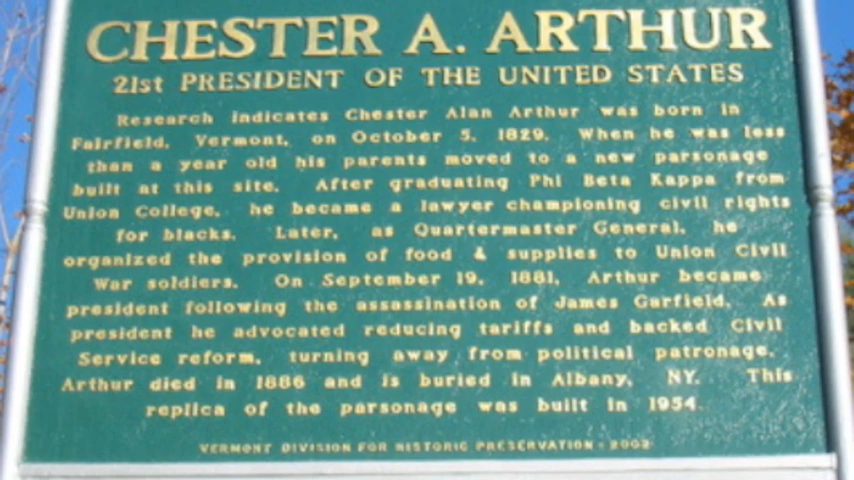 CHESTER A. ARTHUR
21st PRESIDENT OF THE UNITED STATES
Research indicates Chester Alan Arthur was born in
Fairfield, Vermont, on October 5, 1829. When he was less
than a year old his parents moved to a new parsonage
built at this site. After graduating Phi Beta Kappa from
Union College, he became a lawyer championing civil rights
for blacks. Later, as Quartermaster General, he
organized the provision of food & supplies to Union Civil
War soldiers. On September 19, 1881, Arthur became
president following the assassination of James Garfield. As
president he advocated reducing tariffs and backed Civil
Service reform, turning away from political patronage.
Arthur died in 1886 and is buried in Albany, NY. This
replica of the parsonage was built in 1954.
VERMONT DIVISION FOR HISTORIC PRESERVATION - 2002